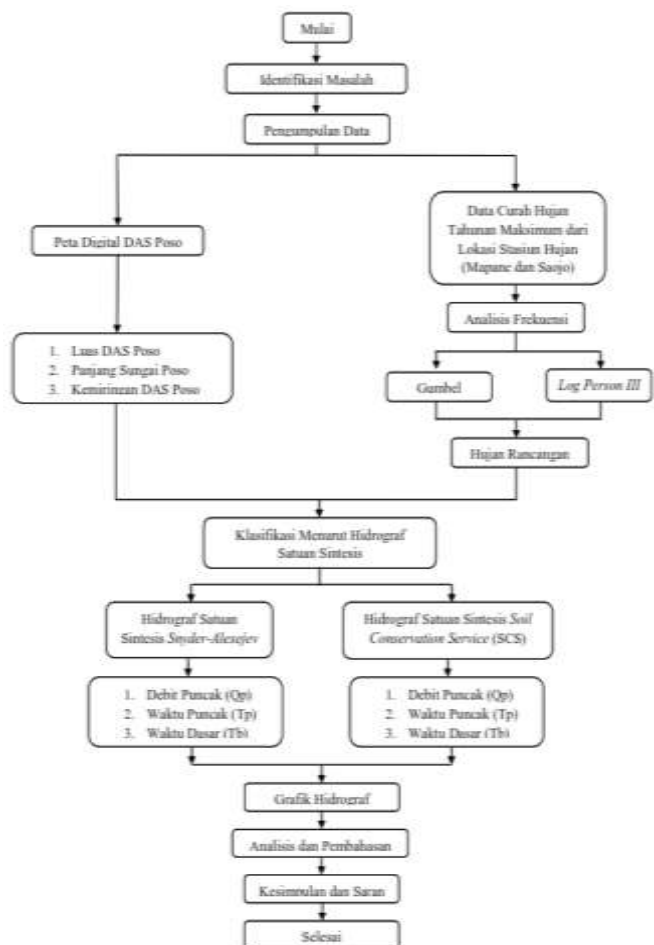 Mulai
Identifikasi Masalah
Pengumpulan Data
Peta Digital DAS Poso
Data Curah Hujan
Tahunan Maksimum dari
Lokasi Stasiun Hujan
(Mapane dan Saojo)
1. Luas DAS Poso
2. Panjang Sungai Poso
3. Kemiringan DAS Poso
Analisis Frekuensi
Gumbel
Log Person III
Hujan Rancangan
Klasifikasi Menurut Hidrograf
Satuan Sintesis
Hidrograf Satuan
Sintesis Snyder-Alexejev
Hidrograf Satuan Sintesis Soil
Conservation Service (SCS)
1. Debit Puncak (Qp)
2. Waktu Puncak (Tp)
3. Waktu Dasar (Tb)
1. Debit Puncak (Qp)
2. Waktu Puncak (Tp)
3. Waktu Dasar (Tb)
Grafik Hidrograf
Analisis dan Pembahasan
Kesimpulan dan Saran
Selesai